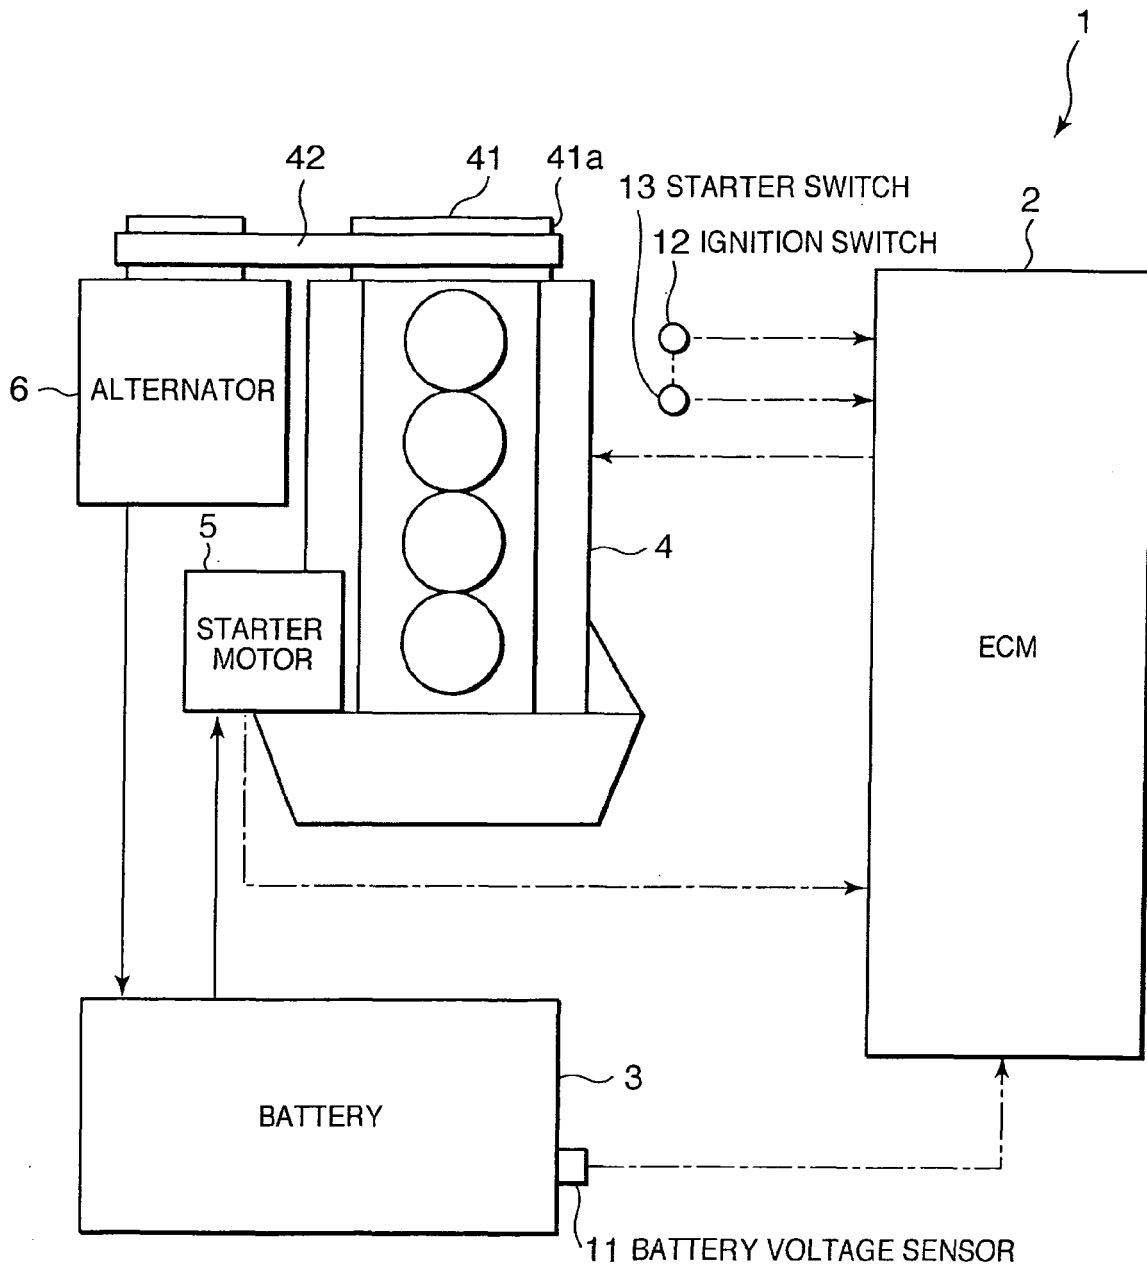 1
42
41
41a
13 STARTER SWITCH
2
12 IGNITION SWITCH
6
ALTERNATOR
5
4
STARTER
MOTOR
ECM
3
BATTERY
11 BATTERY VOLTAGE SENSOR